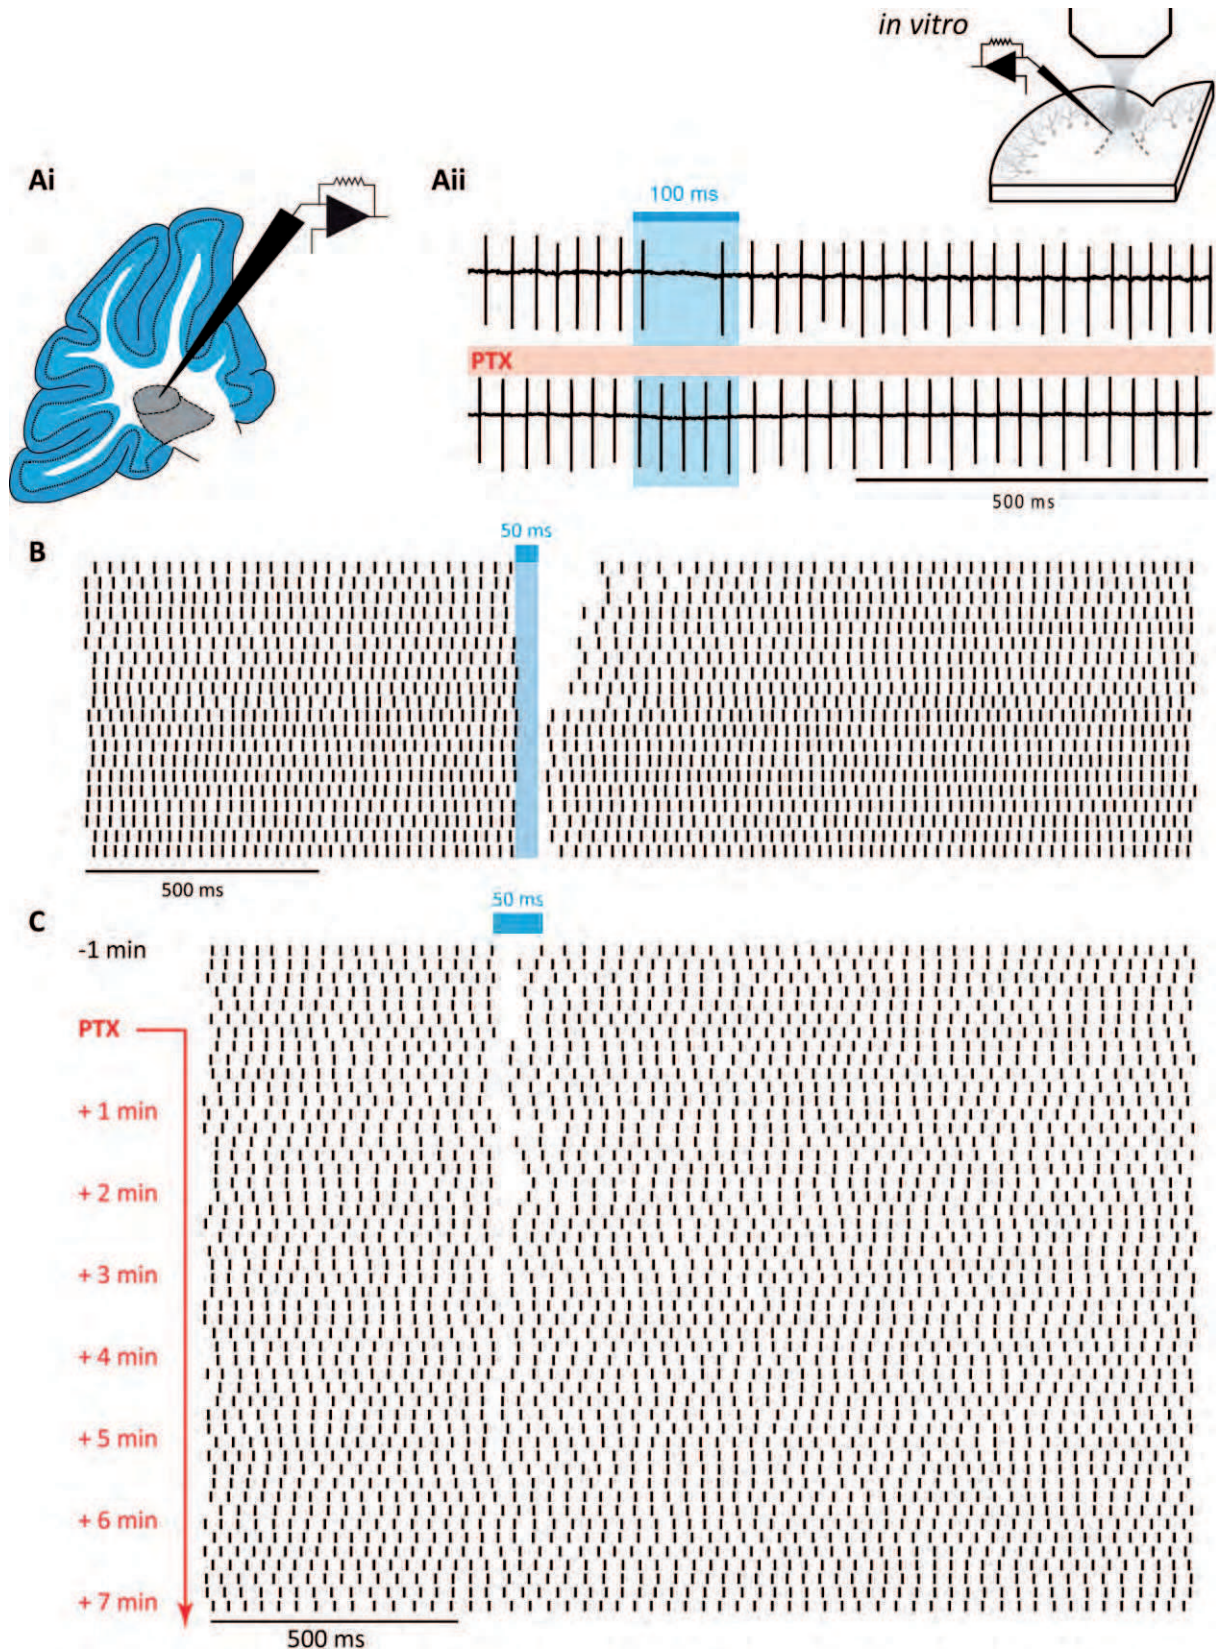 in vitro
Ai
Aii
100 ms
PTX
500 ms
B
50 ms
500 ms
C
50 ms
-1 min
PTX
+ 1 min
+ 2 min
+ 3 min
+ 4 min
+ 5 min
+ 6 min
+ 7 min
500 ms